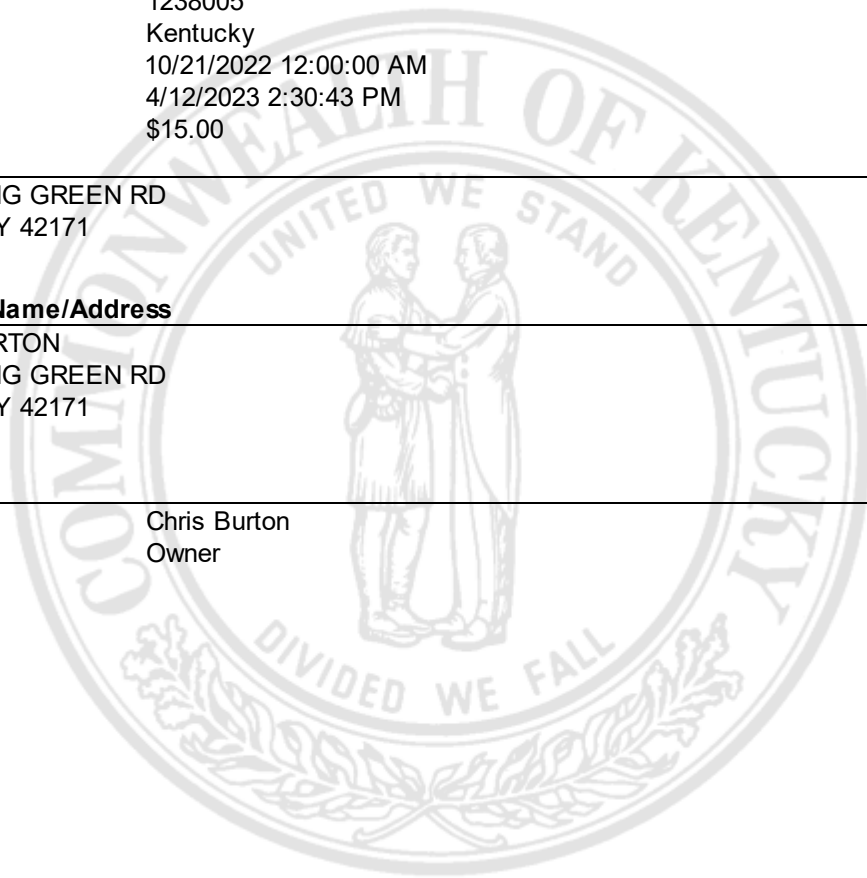 1238005
Kentucky
10/21/2022 12:00:00 AM
4/12/2023 2:30:43 PM
$15.00
NG GREEN RD
Y 42171
Name/Address
RTON
NG GREEN RD
Y 42171
Chris Burton
Owner
COMMONWEALTH OF KENTUCKY
UNITED WE STAND
DIVIDED WE FALL